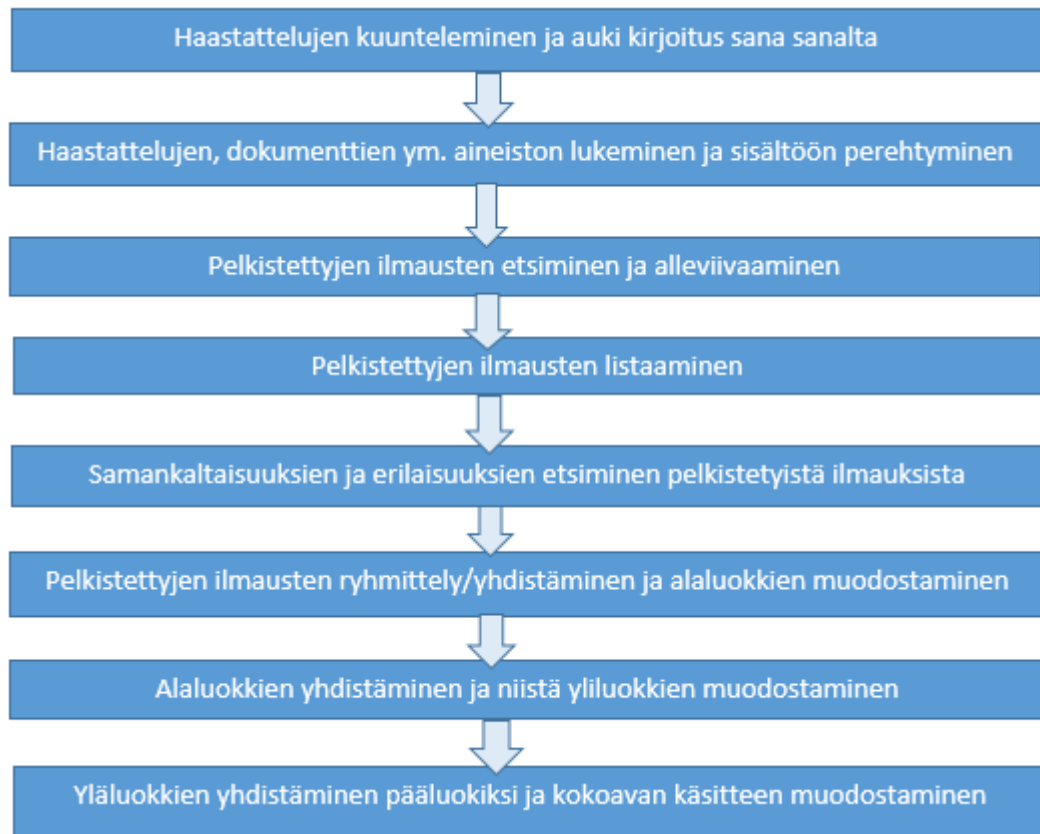 Haastattelujen kuunteleminen ja auki kirjoitus sana sanalta
Haastattelujen, dokumenttien ym. aineiston lukeminen ja sisältöön perehtyminen
Pelkistettyjen ilmausten etsiminen ja alleviivaaminen
Pelkistettyjen ilmausten listaaminen
Samankaltaisuuksien ja erilaisuuksien etsiminen pelkistetyistä ilmauksista
Pelkistettyjen ilmausten ryhmittely/yhdistäminen ja alaluokkien muodostaminen
Alaluokkien yhdistäminen ja niistä yliluokkien muodostaminen
Yläluokkien yhdistäminen pääluokiksi ja kokoavan käsitteen muodostaminen